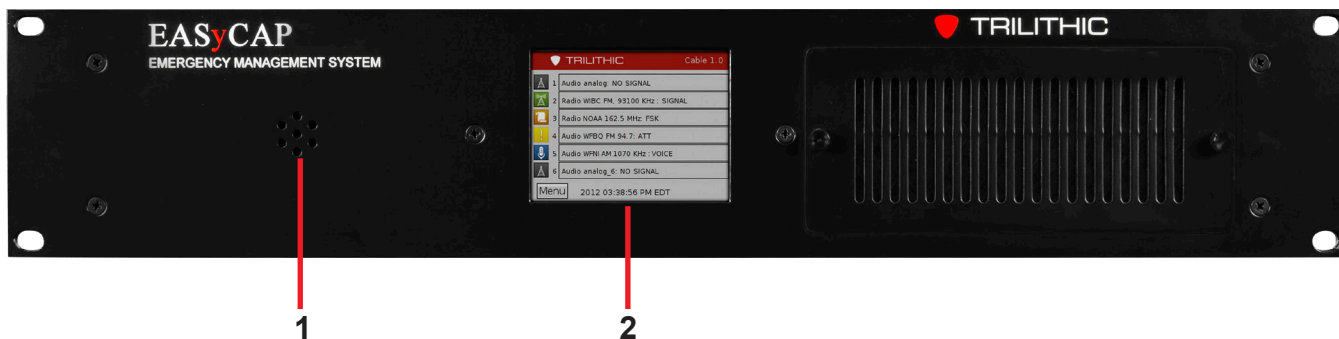 EASyCAP
EMERGENCY MANAGEMENT SYSTEM
TRILITHIC
TRILITHIC Cable 1.0
1 Audio analog: NO SIGNAL
2 Radio WIBC FM, 93100 KHz : SIGNAL
3 Radio NOAA 162.5 MHz: FSK
4 Audio WFBQ FM 94.7: ATT
5 Audio WFNI AM 1070 KHz : VOICE
6 Audio analog_6: NO SIGNAL
Menu 2012 03:38:56 PM EDT
1 2